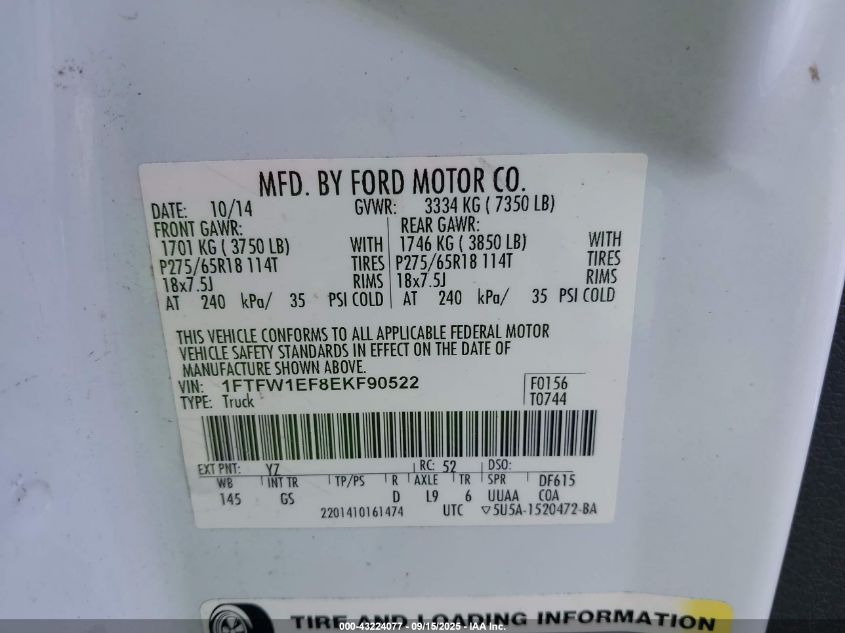 MFD. BY FORD MOTOR CO.
DATE: 10/14 GVWR: 3334 KG ( 7350 LB)
FRONT GAWR: REAR GAWR:
1701 KG ( 3750 LB) WITH 1746 KG ( 3850 LB) WITH
P275/65R18 114T TIRES P275/65R18 114T TIRES
18x7.5J RIMS 18x7.5J RIMS
AT 240 kPa/ 35 PSI COLD AT 240 kPa/ 35 PSI COLD
THIS VEHICLE CONFORMS TO ALL APPLICABLE FEDERAL MOTOR
VEHICLE SAFETY STANDARDS IN EFFECT ON THE DATE OF
MANUFACTURE SHOWN ABOVE.
VIN: 1FTFW1EF8EKF90522 F0156
TYPE: Truck T0744
EXT PNT: YZ RC: 52 DSO:
WB INT TR TP/PS R AXLE TR SPR DF615
145 GS D L9 6 UUAA COA
2201410161474 UTC ▽5U5A-1520472-BA
TIRE AND LOADING INFORMATION
000-43224077 - 09/15/2025 - IAA Inc.